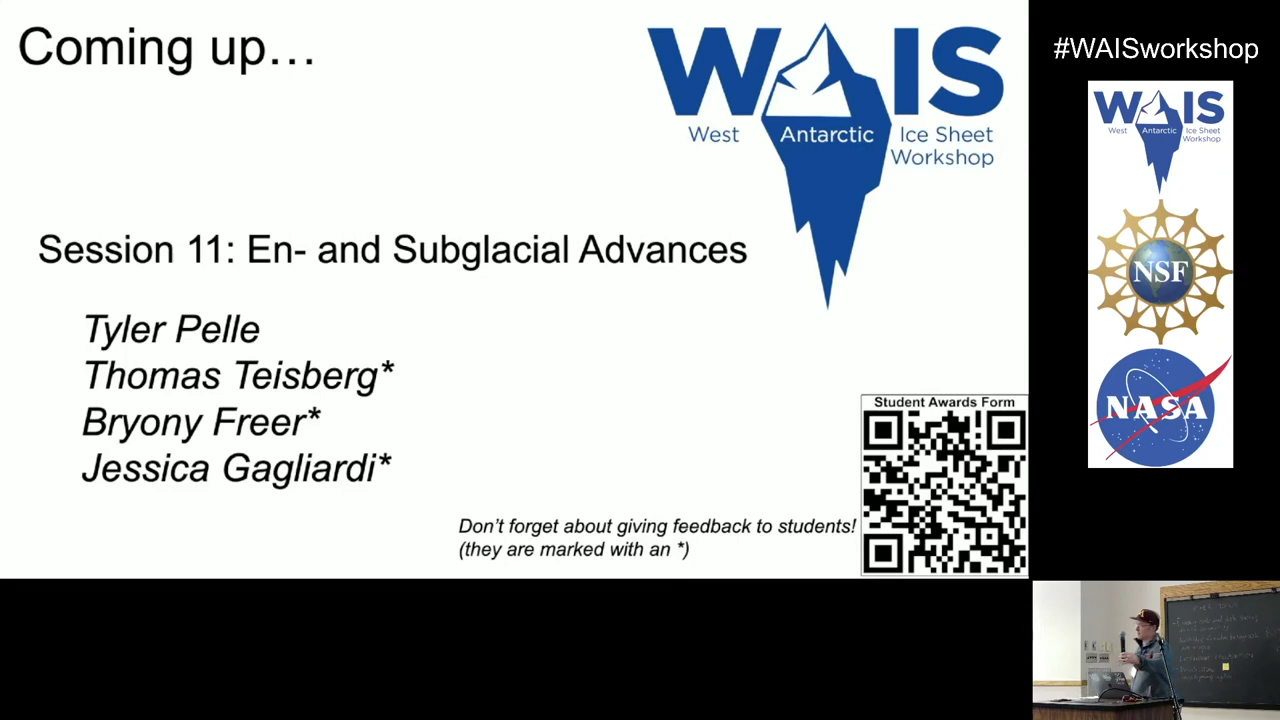 Coming up…
WAIS
West Antarctic Ice Sheet
Workshop
Session 11: En- and Subglacial Advances
Tyler Pelle
Thomas Teisberg*
Bryony Freer*
Jessica Gagliardi*
Don't forget about giving feedback to students!
(they are marked with an *)
Student Awards Form
#WAISworkshop
WAIS
West Antarctic Ice Sheet
Workshop
NSF
NASA